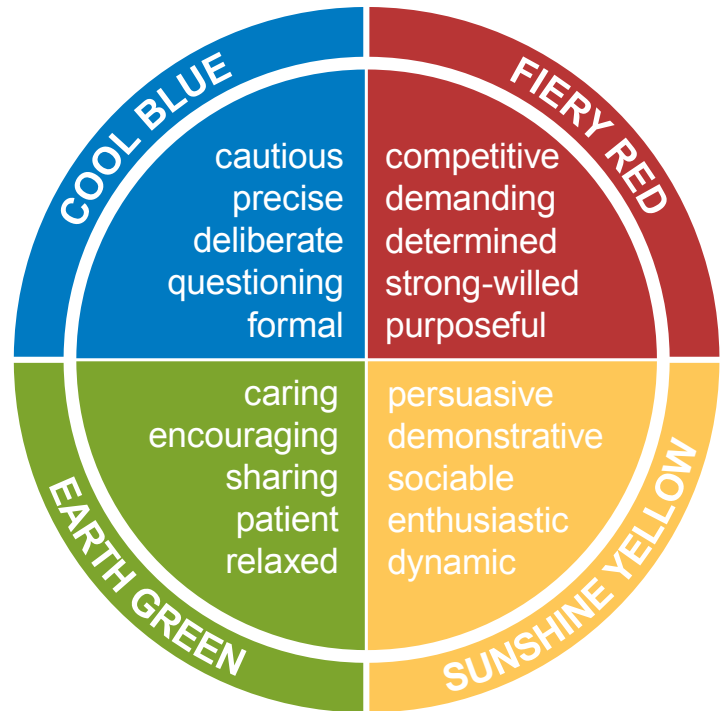 COOL BLUE
cautious
precise
deliberate
questioning
formal
FIERY RED
competitive
demanding
determined
strong-willed
purposeful
EARTH GREEN
caring
encouraging
sharing
patient
relaxed
SUNSHINE YELLOW
persuasive
demonstrative
sociable
enthusiastic
dynamic